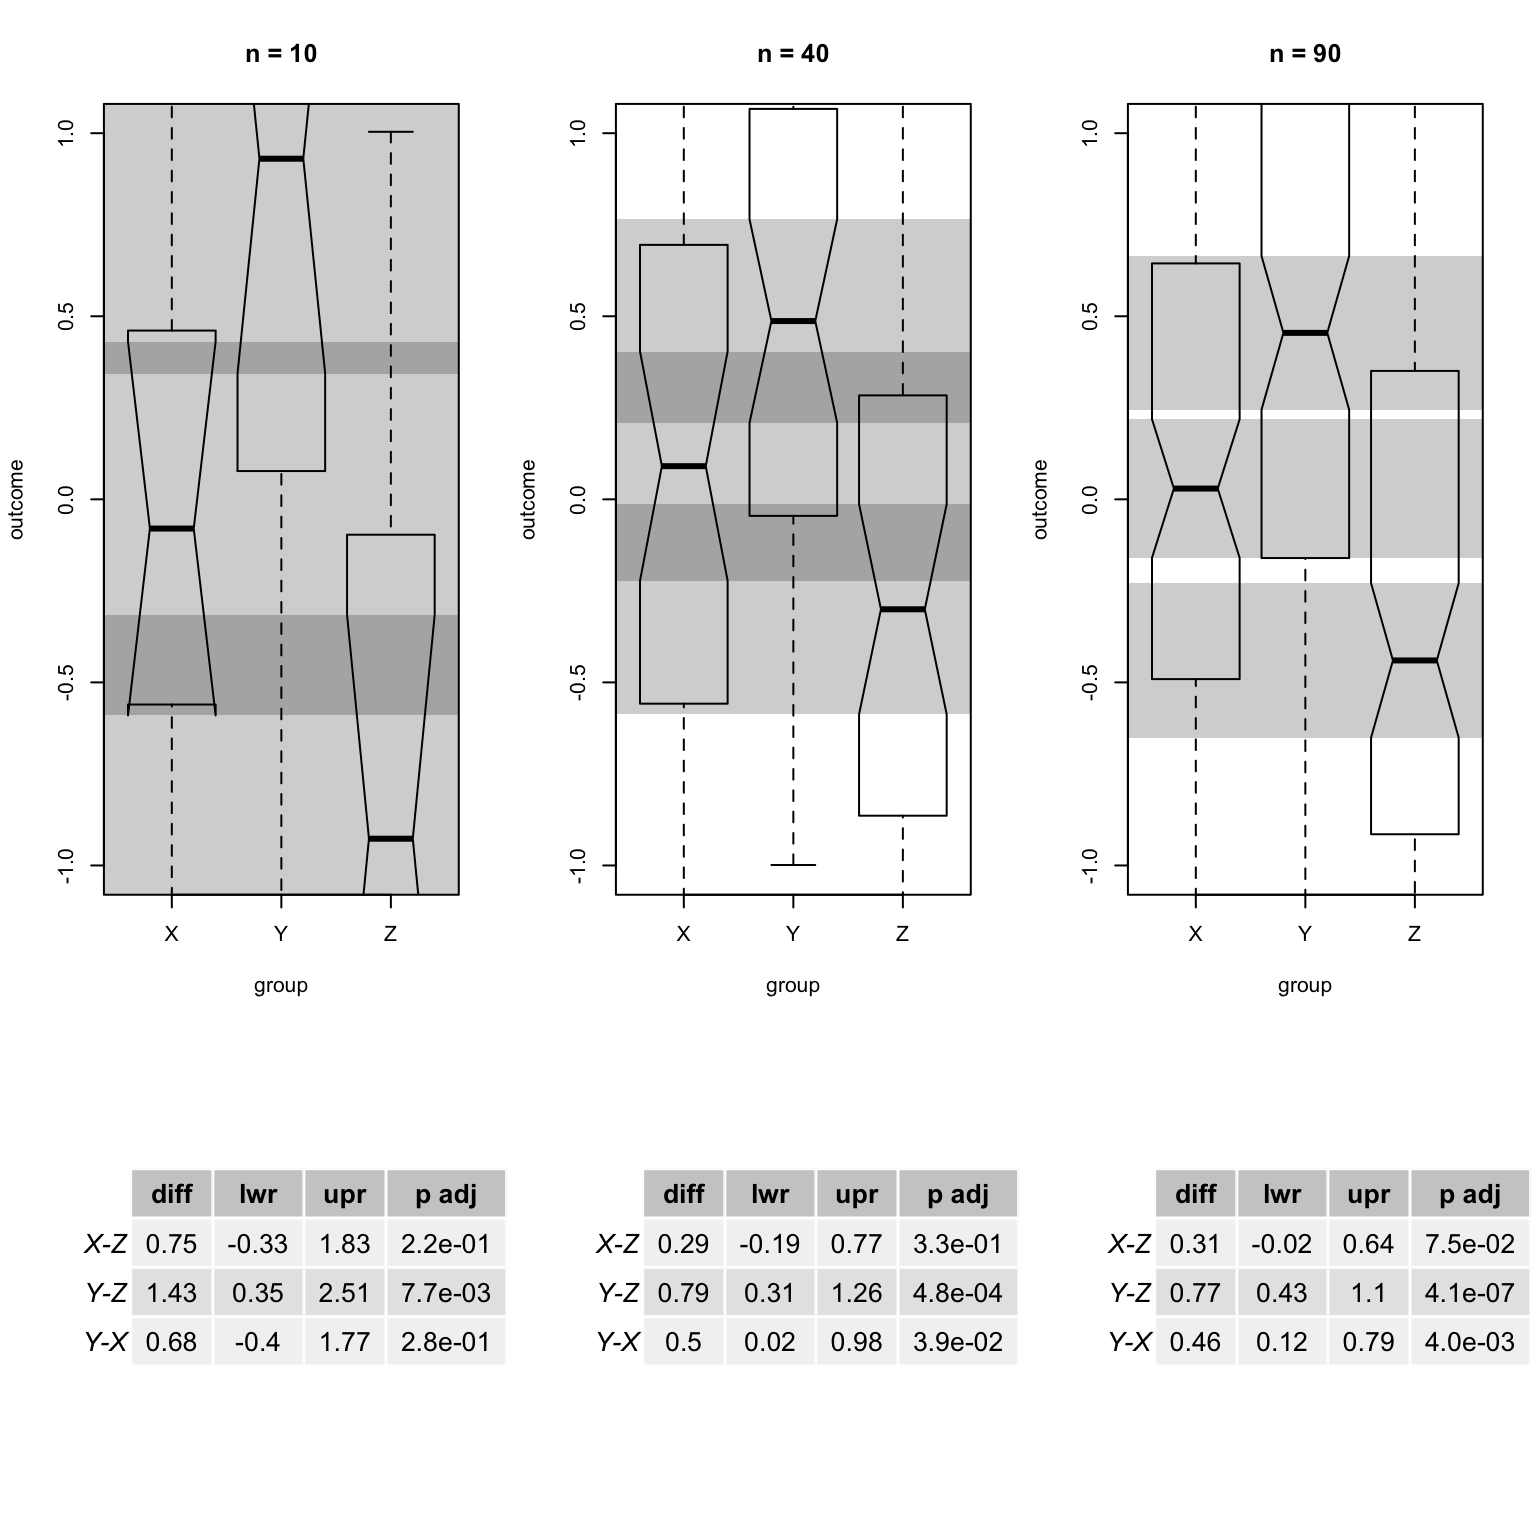 n = 10
1.0
0.5
0.0
-0.5
-1.0
outcome
X Y Z
group
n = 40
1.0
0.5
0.0
-0.5
-1.0
outcome
X Y Z
group
n = 90
1.0
0.5
0.0
-0.5
-1.0
outcome
X Y Z
group
diff lwr upr p adj
X-Z 0.75 -0.33 1.83 2.2e-01
Y-Z 1.43 0.35 2.51 7.7e-03
Y-X 0.68 -0.4 1.77 2.8e-01
diff lwr upr p adj
X-Z 0.29 -0.19 0.77 3.3e-01
Y-Z 0.79 0.31 1.26 4.8e-04
Y-X 0.5 0.02 0.98 3.9e-02
diff lwr upr p adj
X-Z 0.31 -0.02 0.64 7.5e-02
Y-Z 0.77 0.43 1.1 4.1e-07
Y-X 0.46 0.12 0.79 4.0e-03